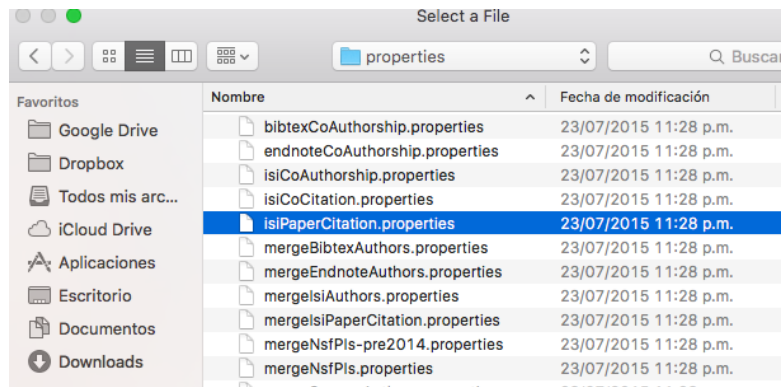 Select a File
properties
Buscar
Favoritos
Google Drive
Dropbox
Todos mis arc...
iCloud Drive
Aplicaciones
Escritorio
Documentos
Downloads
Nombre Fecha de modificación
bibtexCoAuthorship.properties 23/07/2015 11:28 p.m.
endnoteCoAuthorship.properties 23/07/2015 11:28 p.m.
isiCoAuthorship.properties 23/07/2015 11:28 p.m.
isiCoCitation.properties 23/07/2015 11:28 p.m.
isiPaperCitation.properties 23/07/2015 11:28 p.m.
mergeBibtexAuthors.properties 23/07/2015 11:28 p.m.
mergeEndnoteAuthors.properties 23/07/2015 11:28 p.m.
mergeIsiAuthors.properties 23/07/2015 11:28 p.m.
mergeIsiPaperCitation.properties 23/07/2015 11:28 p.m.
mergeNsfPIs-pre2014.properties 23/07/2015 11:28 p.m.
mergeNsfPIs.properties 23/07/2015 11:28 p.m.